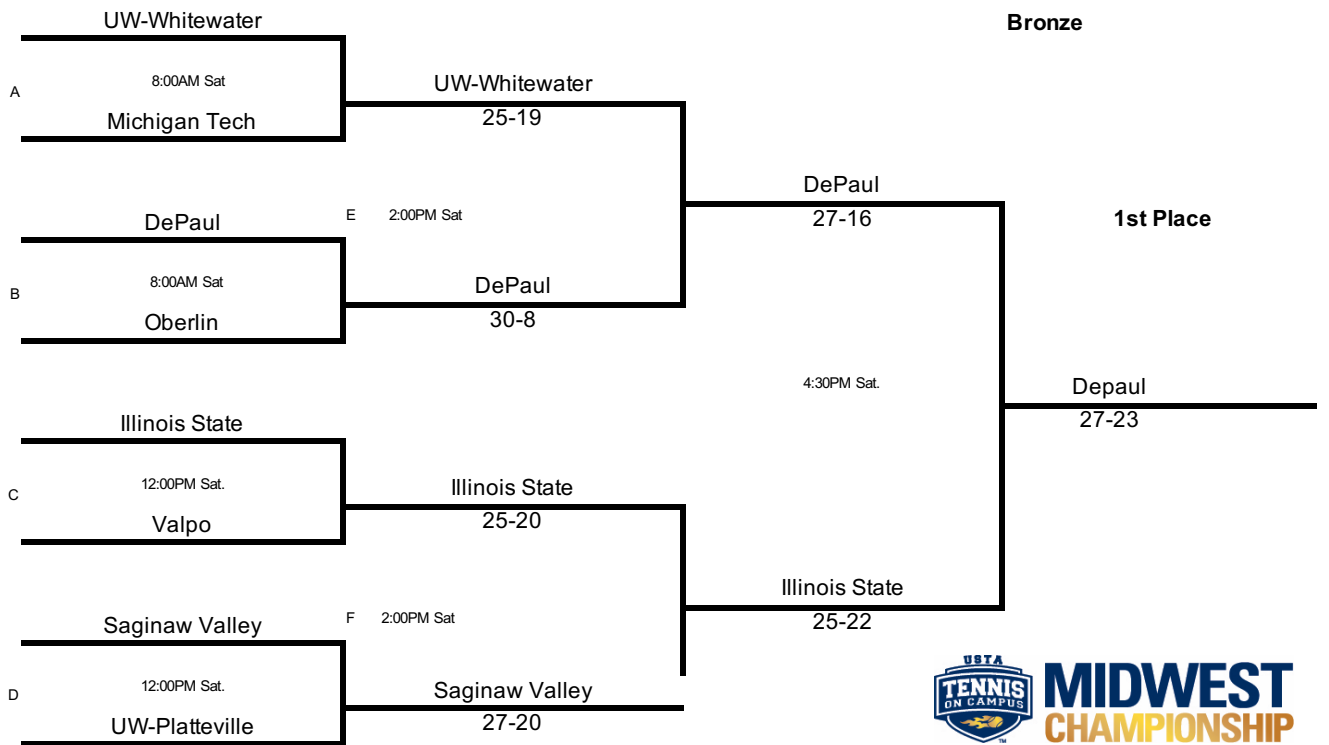 UW-Whitewater
Bronze
8:00AM Sat
A
UW-Whitewater
Michigan Tech
25-19
DePaul
DePaul
E 2:00PM Sat
27-16
1st Place
8:00AM Sat
B
DePaul
Oberlin
30-8
4:30PM Sat.
Depaul
27-23
Illinois State
12:00PM Sat.
C
Illinois State
Valpo
25-20
Illinois State
Saginaw Valley
F 2:00PM Sat
25-22
12:00PM Sat.
D
Saginaw Valley
UW-Platteville
27-20
USTA
TENNIS
ON CAMPUS
TM
MIDWEST
CHAMPIONSHIP